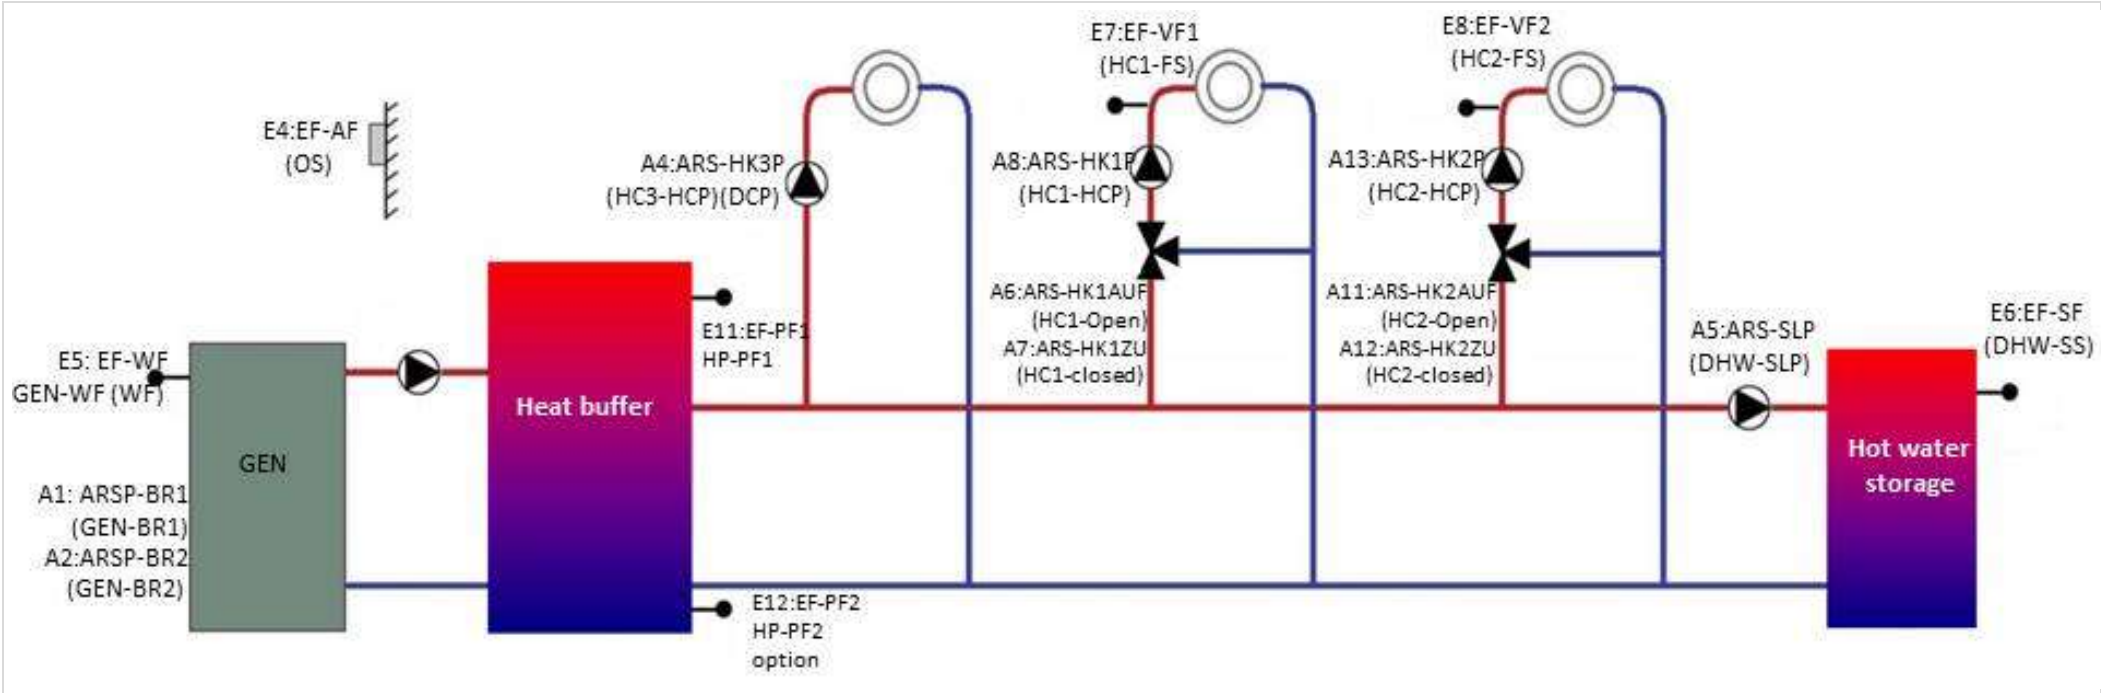 E4:EF-AF
(OS)
E5: EF-WF
GEN-WF (WF)
GEN
A1: ARSP-BR1
(GEN-BR1)
A2:ARSP-BR2
(GEN-BR2)
Heat buffer
E11:EF-PF1
HP-PF1
E12:EF-PF2
HP-PF2
option
A4:ARS-HK3P
(HC3-HCP)(DCP)
E7:EF-VF1
(HC1-FS)
A8:ARS-HK1P
(HC1-HCP)
A6:ARS-HK1AUF
(HC1-Open)
A7:ARS-HK1ZU
(HC1-closed)
E8:EF-VF2
(HC2-FS)
A13:ARS-HK2P
(HC2-HCP)
A11:ARS-HK2AUF
(HC2-Open)
A12:ARS-HK2ZU
(HC2-closed)
A5:ARS-SLP
(DHW-SLP)
E6:EF-SF
(DHW-SS)
Hot water
storage